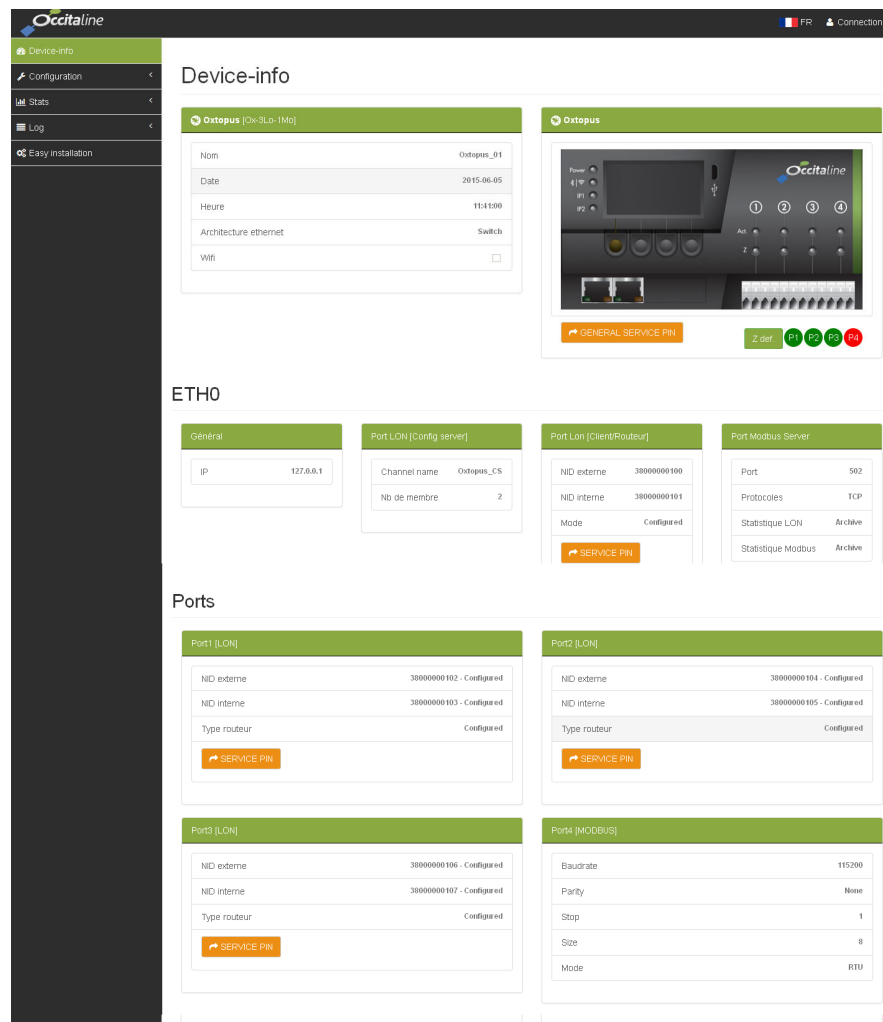 Occitaline
FR Connection
Device-info
Configuration
Stats
Log
Easy installation
Device-info
Oxtopus [Ox-3Lo-1Mo]
Nom Oxtopus_01
Date 2015-06-05
Heure 11:41:00
Architecture ethernet Switch
Wifi
Oxtopus
Power
IP1
IP2
Occitaline
1 2 3 4
Act.
Z
GENERAL SERVICE PIN
Z def. P1 P2 P3 P4
ETH0
Général
IP 127.0.0.1
Port LON [Config server]
Channel name Oxtopus_CS
Nb de membre 2
Port Lon [Client/Routeur]
NID externe 38000000100
NID interne 38000000101
Mode Configured
SERVICE PIN
Port Modbus Server
Port 502
Protocoles TCP
Statistique LON Archive
Statistique Modbus Archive
Ports
Port1 [LON]
NID externe 38000000102 - Configured
NID interne 38000000103 - Configured
Type routeur Configured
SERVICE PIN
Port2 [LON]
NID externe 38000000104 - Configured
NID interne 38000000105 - Configured
Type routeur Configured
SERVICE PIN
Port3 [LON]
NID externe 38000000106 - Configured
NID interne 38000000107 - Configured
Type routeur Configured
SERVICE PIN
Port4 [MODBUS]
Baudrate 115200
Parity None
Stop 1
Size 8
Mode RTU